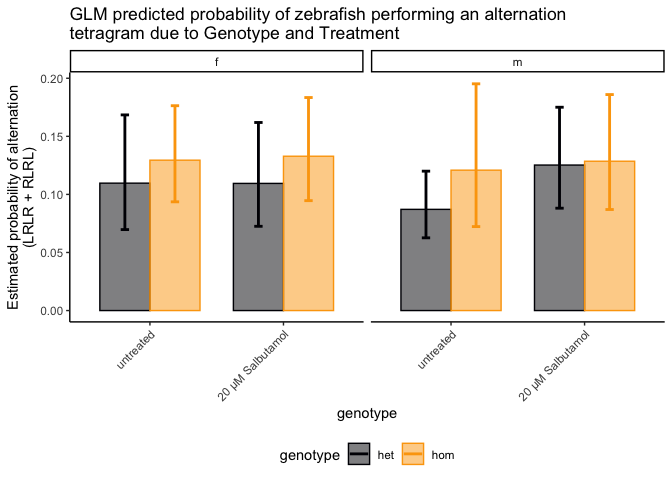 GLM predicted probability of zebrafish performing an alternation
tetragram due to Genotype and Treatment
f
m
Estimated probability of alternation
(LRLR + RLRL)
0.20
0.15
0.10
0.05
0.00
untreated
20 µM Salbutamol
untreated
20 µM Salbutamol
genotype
genotype
het
hom